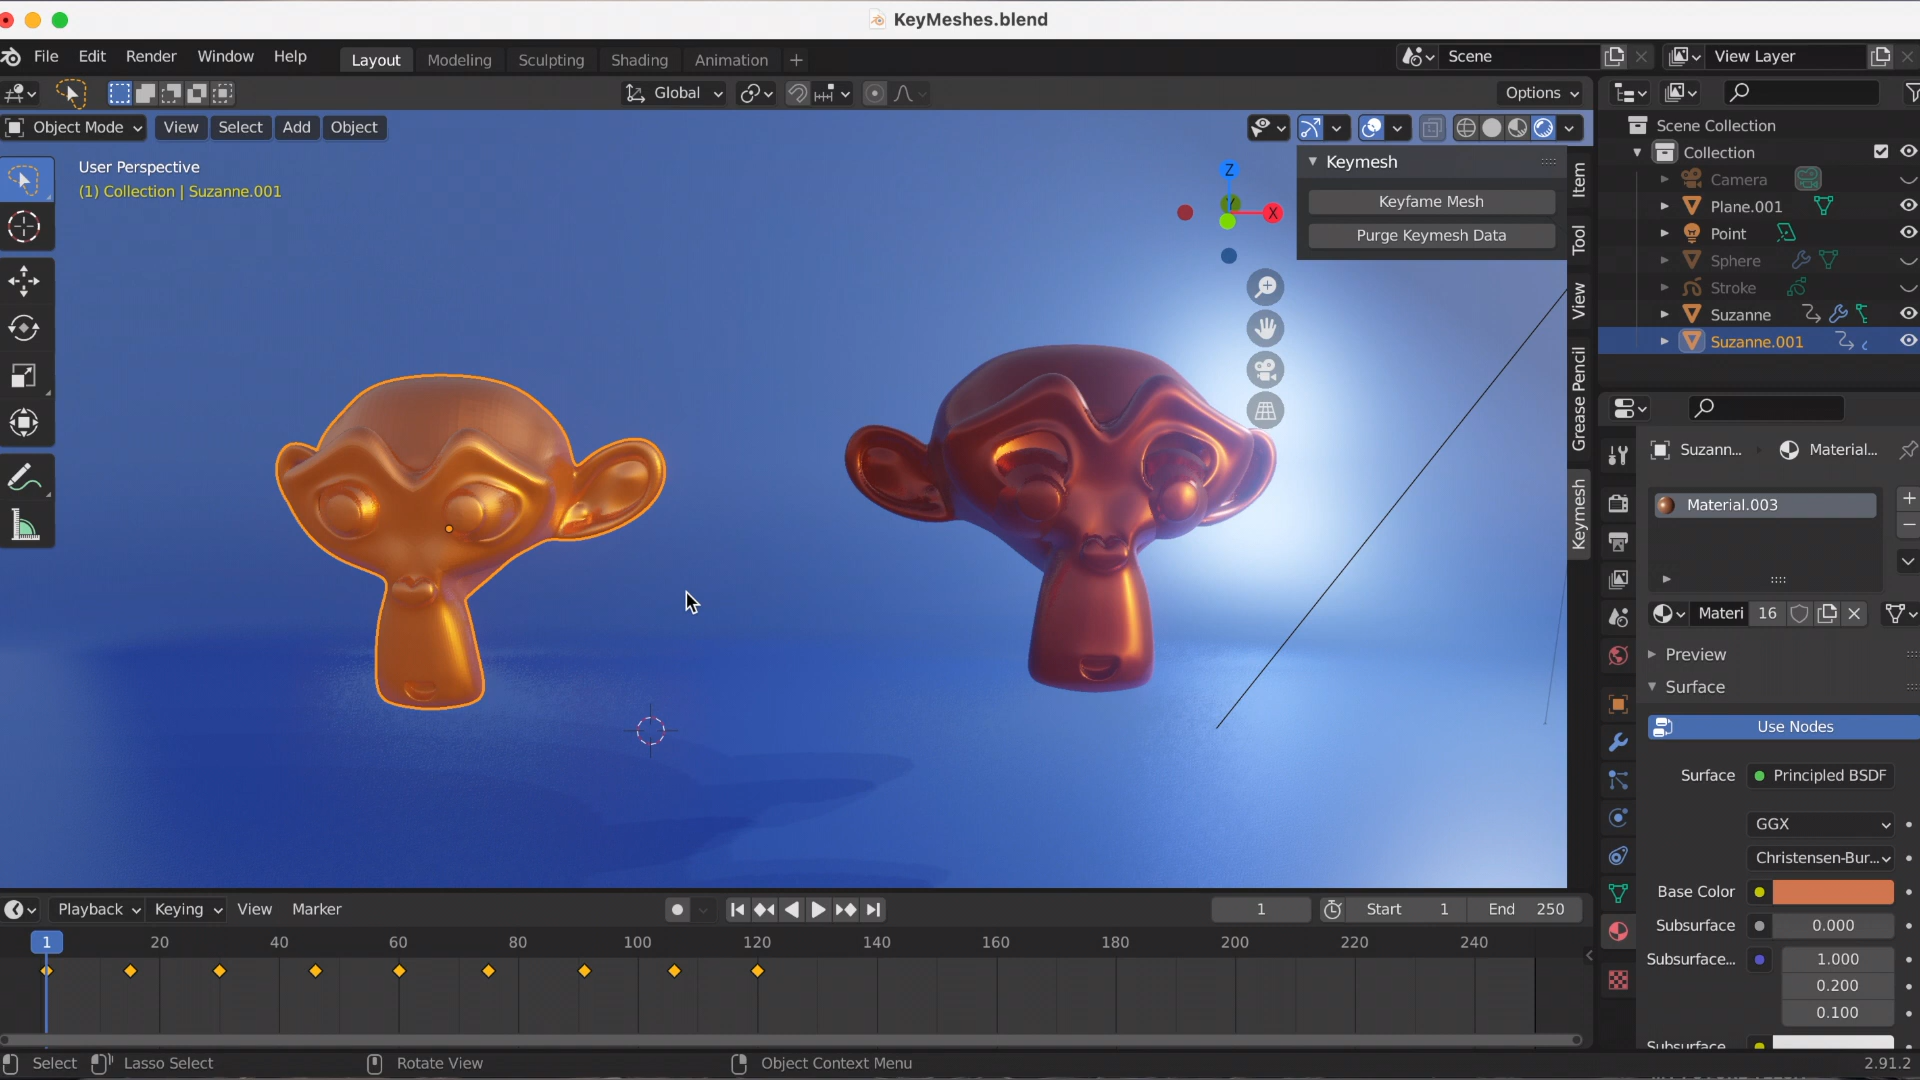 KeyMeshes.blend
File Edit Render Window Help Layout Modeling Sculpting Shading Animation + Scene View Layer
Global Options
Object Mode View Select Add Object
User Perspective
(1) Collection | Suzanne.001
Z
Y
X
Keymesh
Keyfame Mesh
Purge Keymesh Data
Item
Tool
View
Grease Pencil
Keymesh
Scene Collection
Collection
Camera
Plane.001
Point
Sphere
Stroke
Suzanne
Suzanne.001
Suzann... Material...
Material.003
Materi 16
Preview
Surface
Use Nodes
Surface Principled BSDF
GGX
Christensen-Bur...
Base Color
Subsurface 0.000
Subsurface... 1.000
0.200
0.100
Subsurface
Playback Keying View Marker 1 Start 1 End 250
1 20 40 60 80 100 120 140 160 180 200 220 240
Select Lasso Select Rotate View Object Context Menu 2.91.2